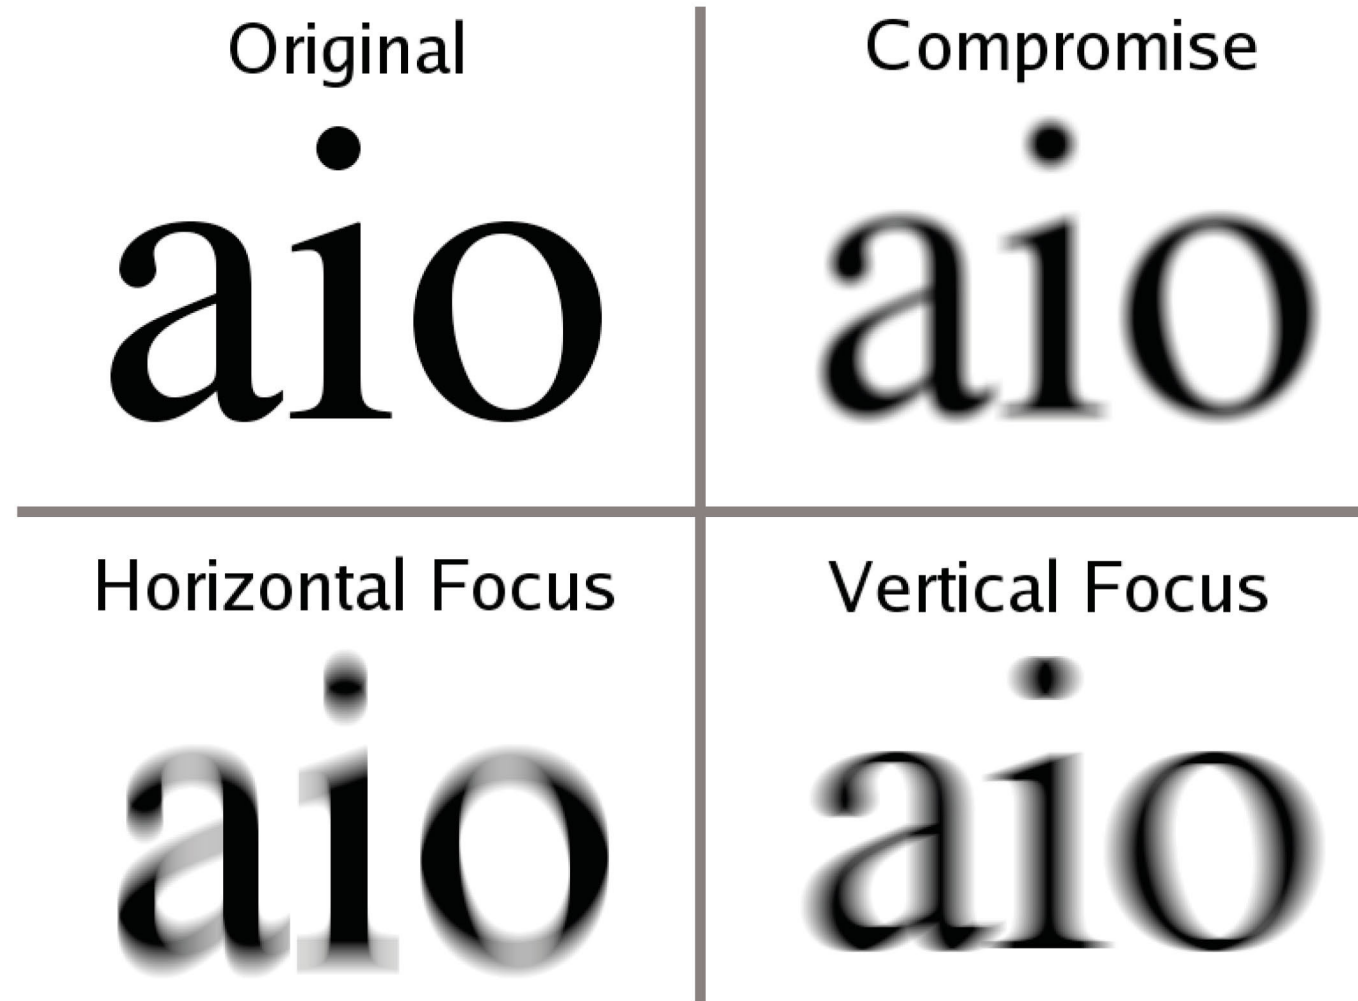 Original
aio
Compromise
aio
Horizontal Focus
aio
Vertical Focus
aio